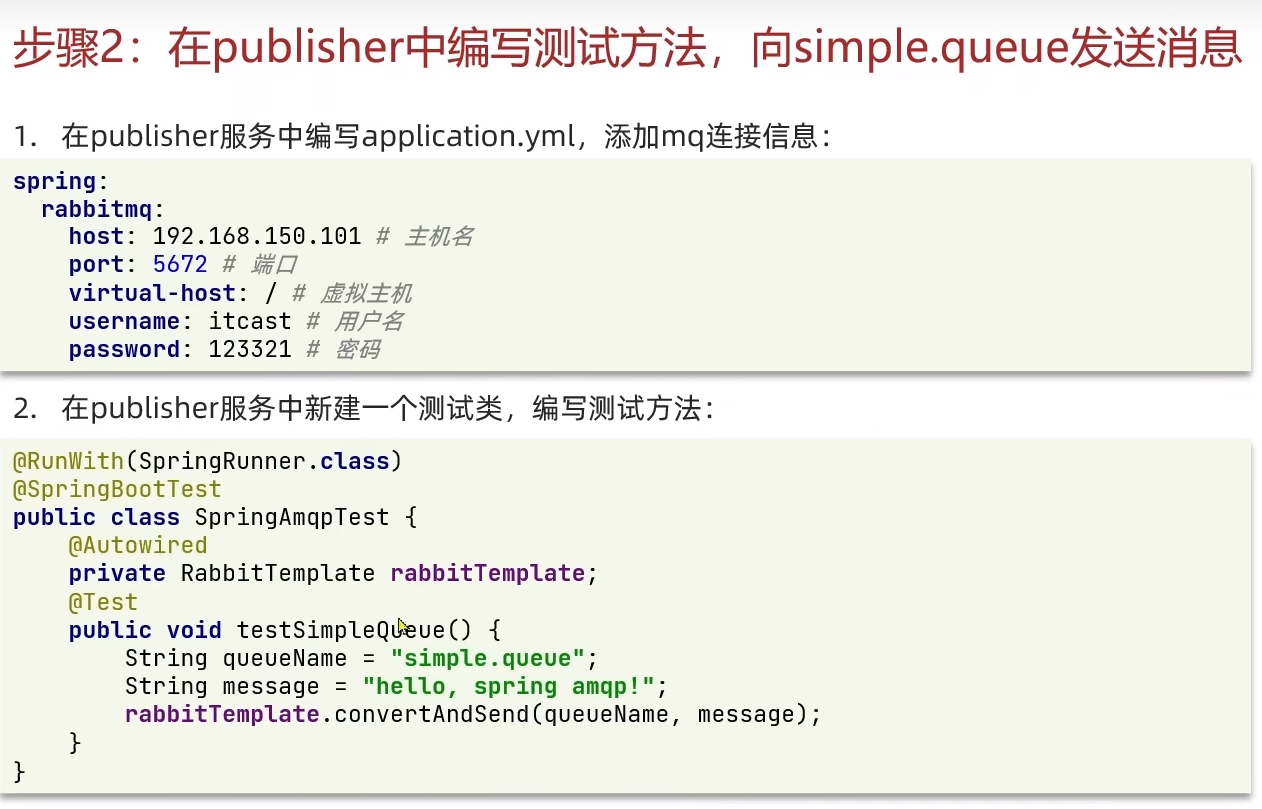 步骤2：在publisher中编写测试方法，向simple.queue发送消息
1. 在publisher服务中编写application.yml，添加mq连接信息：
spring:
  rabbitmq:
    host: 192.168.150.101 # 主机名
    port: 5672 # 端口
    virtual-host: / # 虚拟主机
    username: itcast # 用户名
    password: 123321 # 密码
2. 在publisher服务中新建一个测试类，编写测试方法：
@RunWith(SpringRunner.class)
@SpringBootTest
public class SpringAmqpTest {
    @Autowired
    private RabbitTemplate rabbitTemplate;
    @Test
    public void testSimpleQueue() {
        String queueName = "simple.queue";
        String message = "hello, spring amqp!";
        rabbitTemplate.convertAndSend(queueName, message);
    }
}